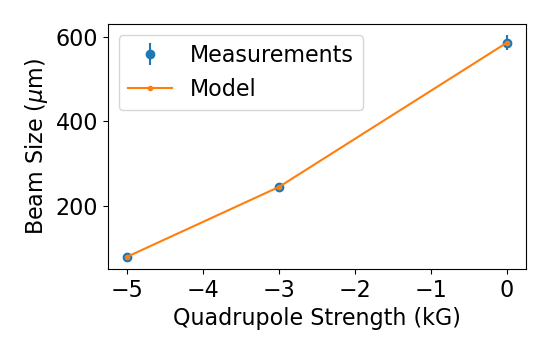 600
400
200
Beam Size (μm)
Measurements
Model
−5
−4
−3
−2
−1
0
Quadrupole Strength (kG)